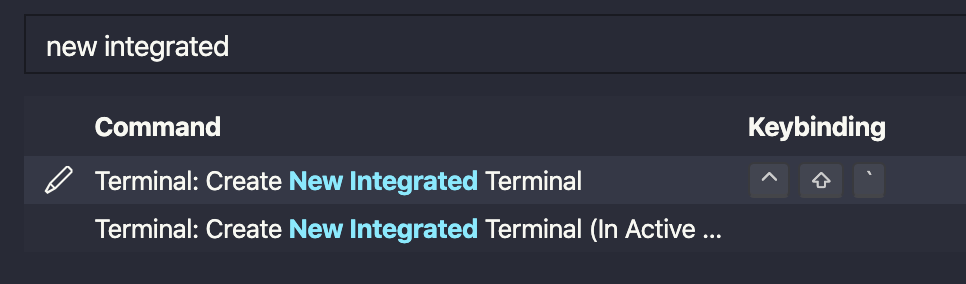 new integrated
Command Keybinding
Terminal: Create New Integrated Terminal ⌃ ⇧ `
Terminal: Create New Integrated Terminal (In Active ...